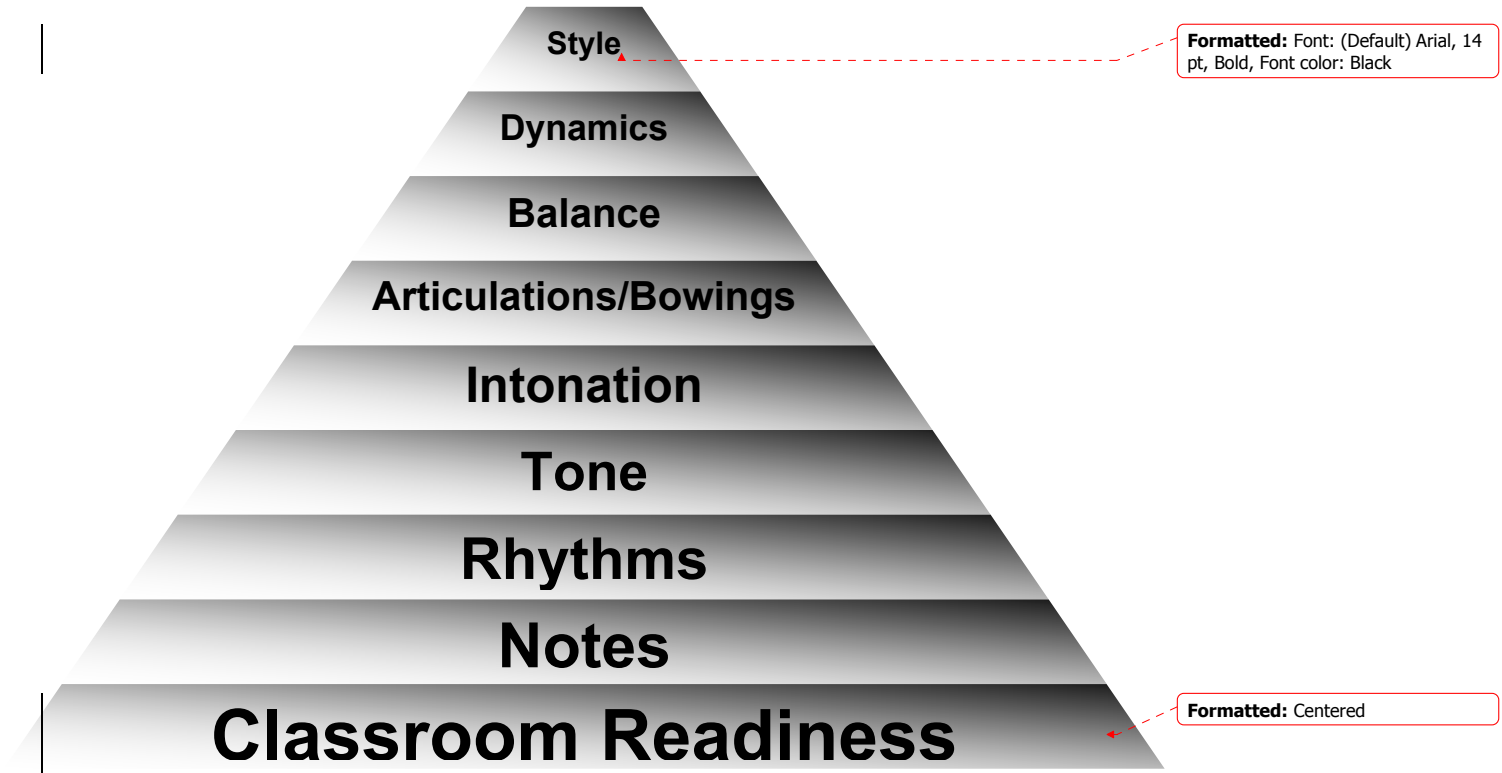 Style
Formatted: Font: (Default) Arial, 14
pt, Bold, Font color: Black
Dynamics
Balance
Articulations/Bowings
Intonation
Tone
Rhythms
Notes
Classroom Readiness
Formatted: Centered